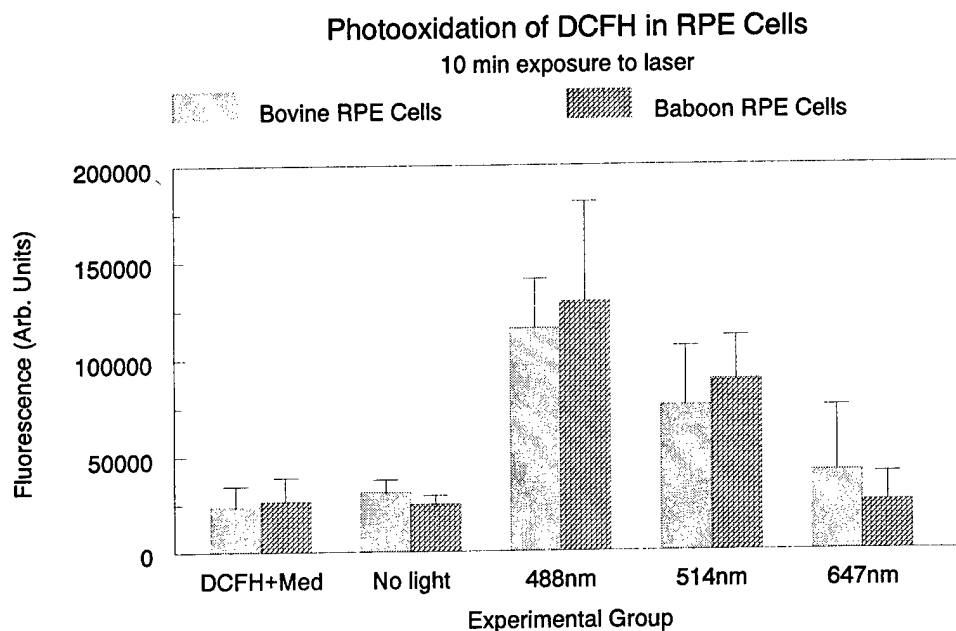 Photooxidation of DCFH in RPE Cells
10 min exposure to laser
Bovine RPE Cells
Baboon RPE Cells
200000
150000
100000
50000
0
Fluorescence (Arb. Units)
DCFH+Med
No light
488nm
514nm
647nm
Experimental Group